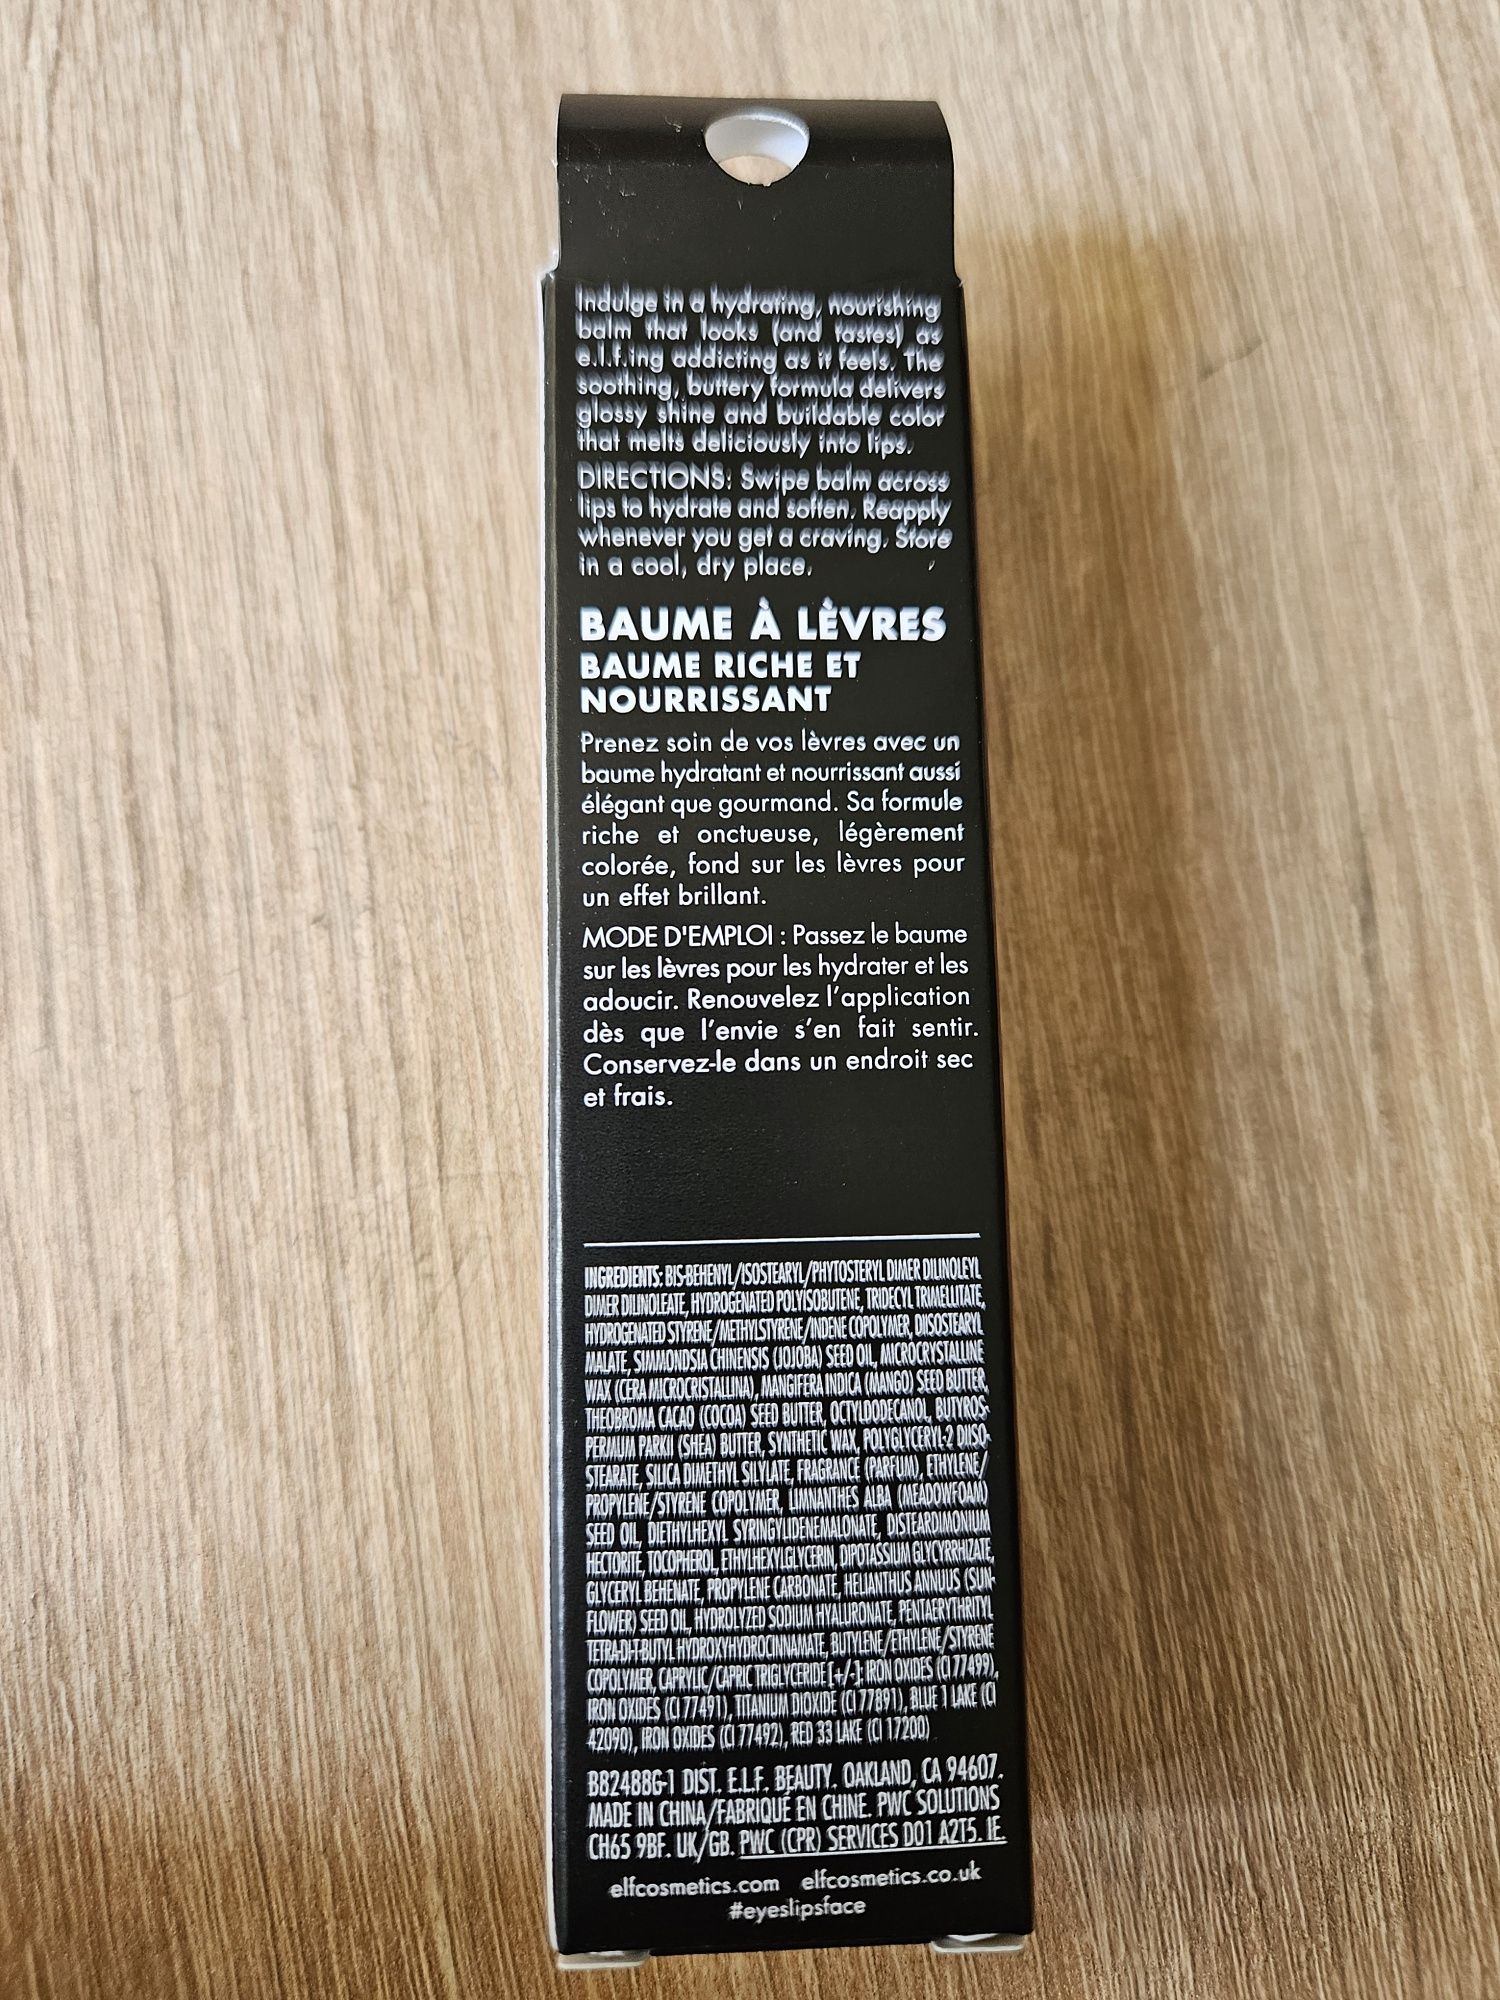 Indulge in a hydrating, nourishing
balm that looks (and tastes) as
e.l.f.ing addicting as it feels. The
soothing, buttery formula delivers
glossy shine and buildable color
that melts deliciously into lips.
DIRECTIONS: Swipe balm across
lips to hydrate and soften. Reapply
whenever you get a craving. Store
in a cool, dry place.
BAUME À LÈVRES
BAUME RICHE ET
NOURRISSANT
Prenez soin de vos lèvres avec un
baume hydratant et nourrissant aussi
élégant que gourmand. Sa formule
riche et onctueuse, légèrement
colorée, fond sur les lèvres pour
un effet brillant.
MODE D'EMPLOI : Passez le baume
sur les lèvres pour les hydrater et les
adoucir. Renouvelez l'application
dès que l'envie s'en fait sentir.
Conservez-le dans un endroit sec
et frais.
INGREDIENTS: BIS-BEHENYL/ISOSTEARYL/PHYTOSTERYL DIMER DILINOLEYL
DIMER DILINOLEATE, HYDROGENATED POLYISOBUTENE, TRIDECYL TRIMELLITATE,
HYDROGENATED STYRENE/METHYLSTYRENE/INDENE COPOLYMER, DIISOSTEARYL
MALATE, SIMMONDSIA CHINENSIS (JOJOBA) SEED OIL, MICROCRYSTALLINE
WAX (CERA MICROCRISTALLINA), MANGIFERA INDICA (MANGO) SEED BUTTER,
THEOBROMA CACAO (COCOA) SEED BUTTER, OCTYLDODECANOL, BUTYROS-
PERMUM PARKII (SHEA) BUTTER, SYNTHETIC WAX, POLYGLYCERYL-2 DIISO-
STEARATE, SILICA DIMETHYL SILYLATE, FRAGRANCE (PARFUM), ETHYLENE/
PROPYLENE/STYRENE COPOLYMER, LIMNANTHES ALBA (MEADOWFOAM)
SEED OIL, DIETHYLHEXYL SYRINGYLIDENEMALONATE, DISTEARDIMONIUM
HECTORITE, TOCOPHEROL, ETHYLHEXYLGLYCERIN, DIPOTASSIUM GLYCYRRHIZATE,
GLYCERYL BEHENATE, PROPYLENE CARBONATE, HELIANTHUS ANNUUS (SUN-
FLOWER) SEED OIL, HYDROLYZED SODIUM HYALURONATE, PENTAERYTHRITYL
TETRA-DI-T-BUTYL HYDROXYHYDROCINNAMATE, BUTYLENE/ETHYLENE/STYRENE
COPOLYMER, CAPRYLIC/CAPRIC TRIGLYCERIDE [+/-]: IRON OXIDES (CI 77499),
IRON OXIDES (CI 77491), TITANIUM DIOXIDE (CI 77891), BLUE 1 LAKE (CI
42090), IRON OXIDES (CI 77492), RED 33 LAKE (CI 17200)
B82488G-1 DIST. E.L.F. BEAUTY. OAKLAND, CA 94607.
MADE IN CHINA/FABRIQUÉ EN CHINE. PWC SOLUTIONS
CH65 9BF. UK/GB. PWC (CPR) SERVICES D01 A2T5. IE.
elfcosmetics.com elfcosmetics.co.uk
#eyeslipsface